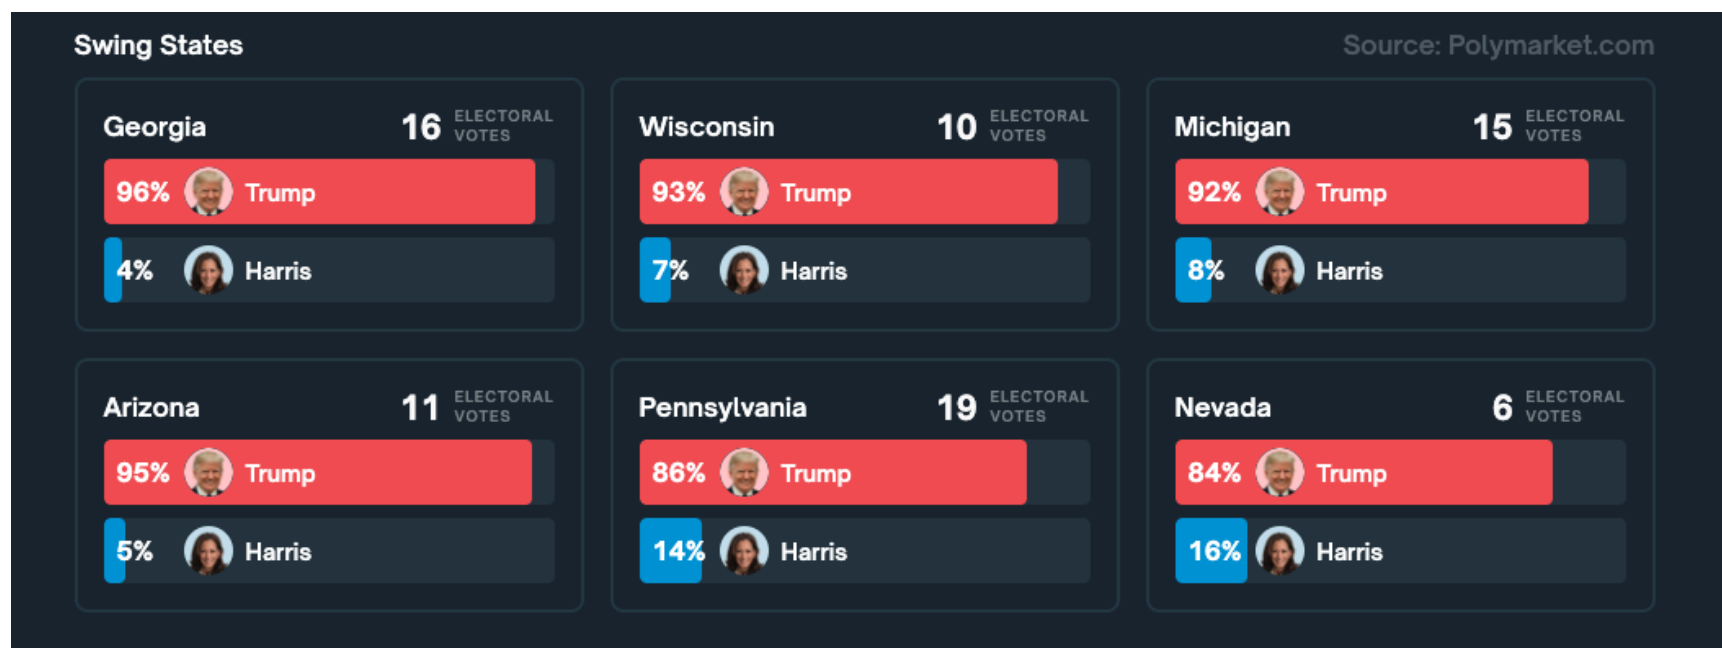 Swing States
Source: Polymarket.com
Georgia
16 ELECTORAL VOTES
96% Trump
4% Harris
Wisconsin
10 ELECTORAL VOTES
93% Trump
7% Harris
Michigan
15 ELECTORAL VOTES
92% Trump
8% Harris
Arizona
11 ELECTORAL VOTES
95% Trump
5% Harris
Pennsylvania
19 ELECTORAL VOTES
86% Trump
14% Harris
Nevada
6 ELECTORAL VOTES
84% Trump
16% Harris